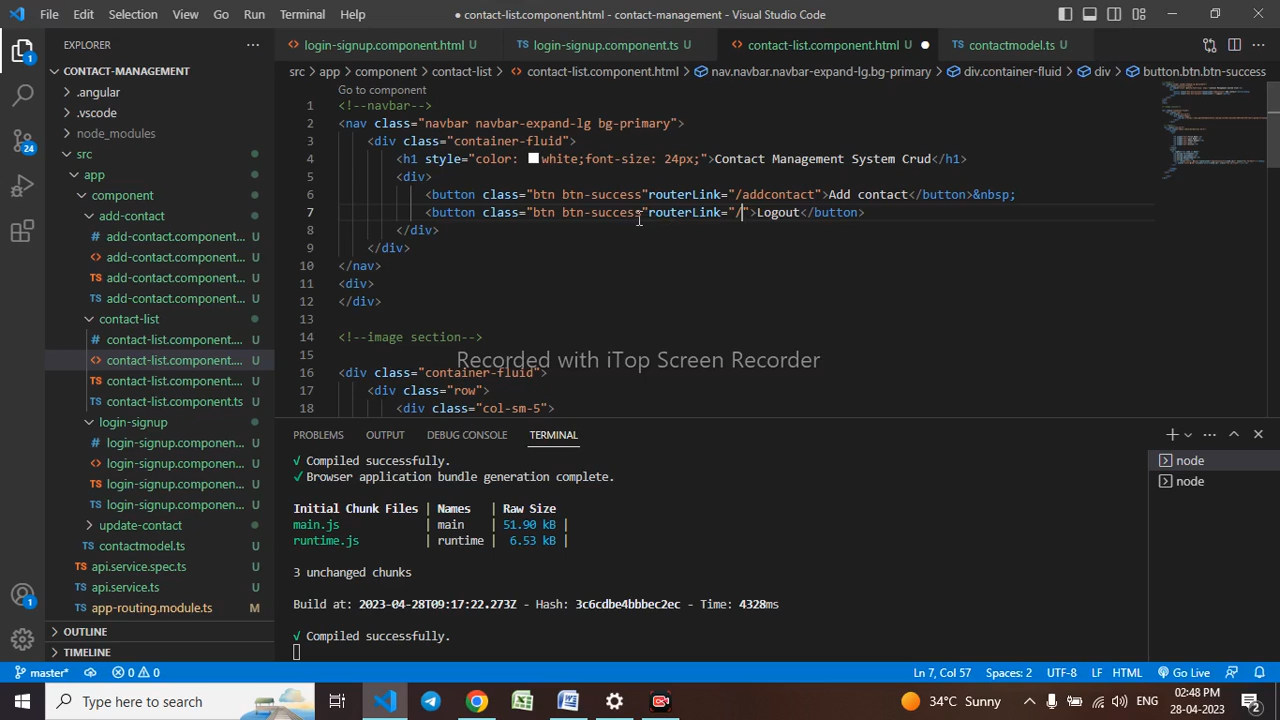 File Edit Selection View Go Run Terminal Help
● contact-list.component.html - contact-management - Visual Studio Code
EXPLORER
login-signup.component.html U
login-signup.component.ts U
contact-list.component.html U ●
contactmodel.ts U
src > app > component > contact-list > contact-list.component.html > nav.navbar.navbar-expand-lg.bg-primary > div.container-fluid > div > button.btn.btn-success
CONTACT-MANAGEMENT
.angular
.vscode
node_modules
src
app
component
add-contact
add-contact.component... U
add-contact.component... U
add-contact.component... U
add-contact.component... U
contact-list
contact-list.component.... U
contact-list.component.... U
contact-list.component.... U
contact-list.component.ts U
login-signup
login-signup.componen... U
login-signup.componen... U
login-signup.componen... U
login-signup.componen... U
update-contact
contactmodel.ts U
api.service.spec.ts U
api.service.ts U
app-routing.module.ts M
OUTLINE
TIMELINE
1
24
1
Go to component
1 <!--navbar-->
2 <nav class="navbar navbar-expand-lg bg-primary">
3 <div class="container-fluid">
4 <h1 style="color: white;font-size: 24px;">Contact Management System Crud</h1>
5 <div>
6 <button class="btn btn-success"routerLink="/addcontact">Add contact</button>&nbsp;
7 <button class="btn btn-success"routerLink="/">Logout</button>
8 </div>
9 </div>
10 </nav>
11 <div>
12 </div>
13
14 <!--image section-->
15
16 <div class="container-fluid">
17 <div class="row">
18 <div class="col-sm-5">
Recorded with iTop Screen Recorder
PROBLEMS OUTPUT DEBUG CONSOLE TERMINAL
√ Compiled successfully.
✓ Browser application bundle generation complete.
Initial Chunk Files | Names | Raw Size
main.js | main | 51.90 kB |
runtime.js | runtime | 6.53 kB |
3 unchanged chunks
Build at: 2023-04-28T09:17:22.273Z - Hash: 3c6cdbe4bbbec2ec - Time: 4328ms
√ Compiled successfully.
node
node
master* 0 0
Ln 7, Col 57 Spaces: 2 UTF-8 LF HTML Go Live
Type here to search
34°C Sunny
ENG
02:48 PM
28-04-2023
2